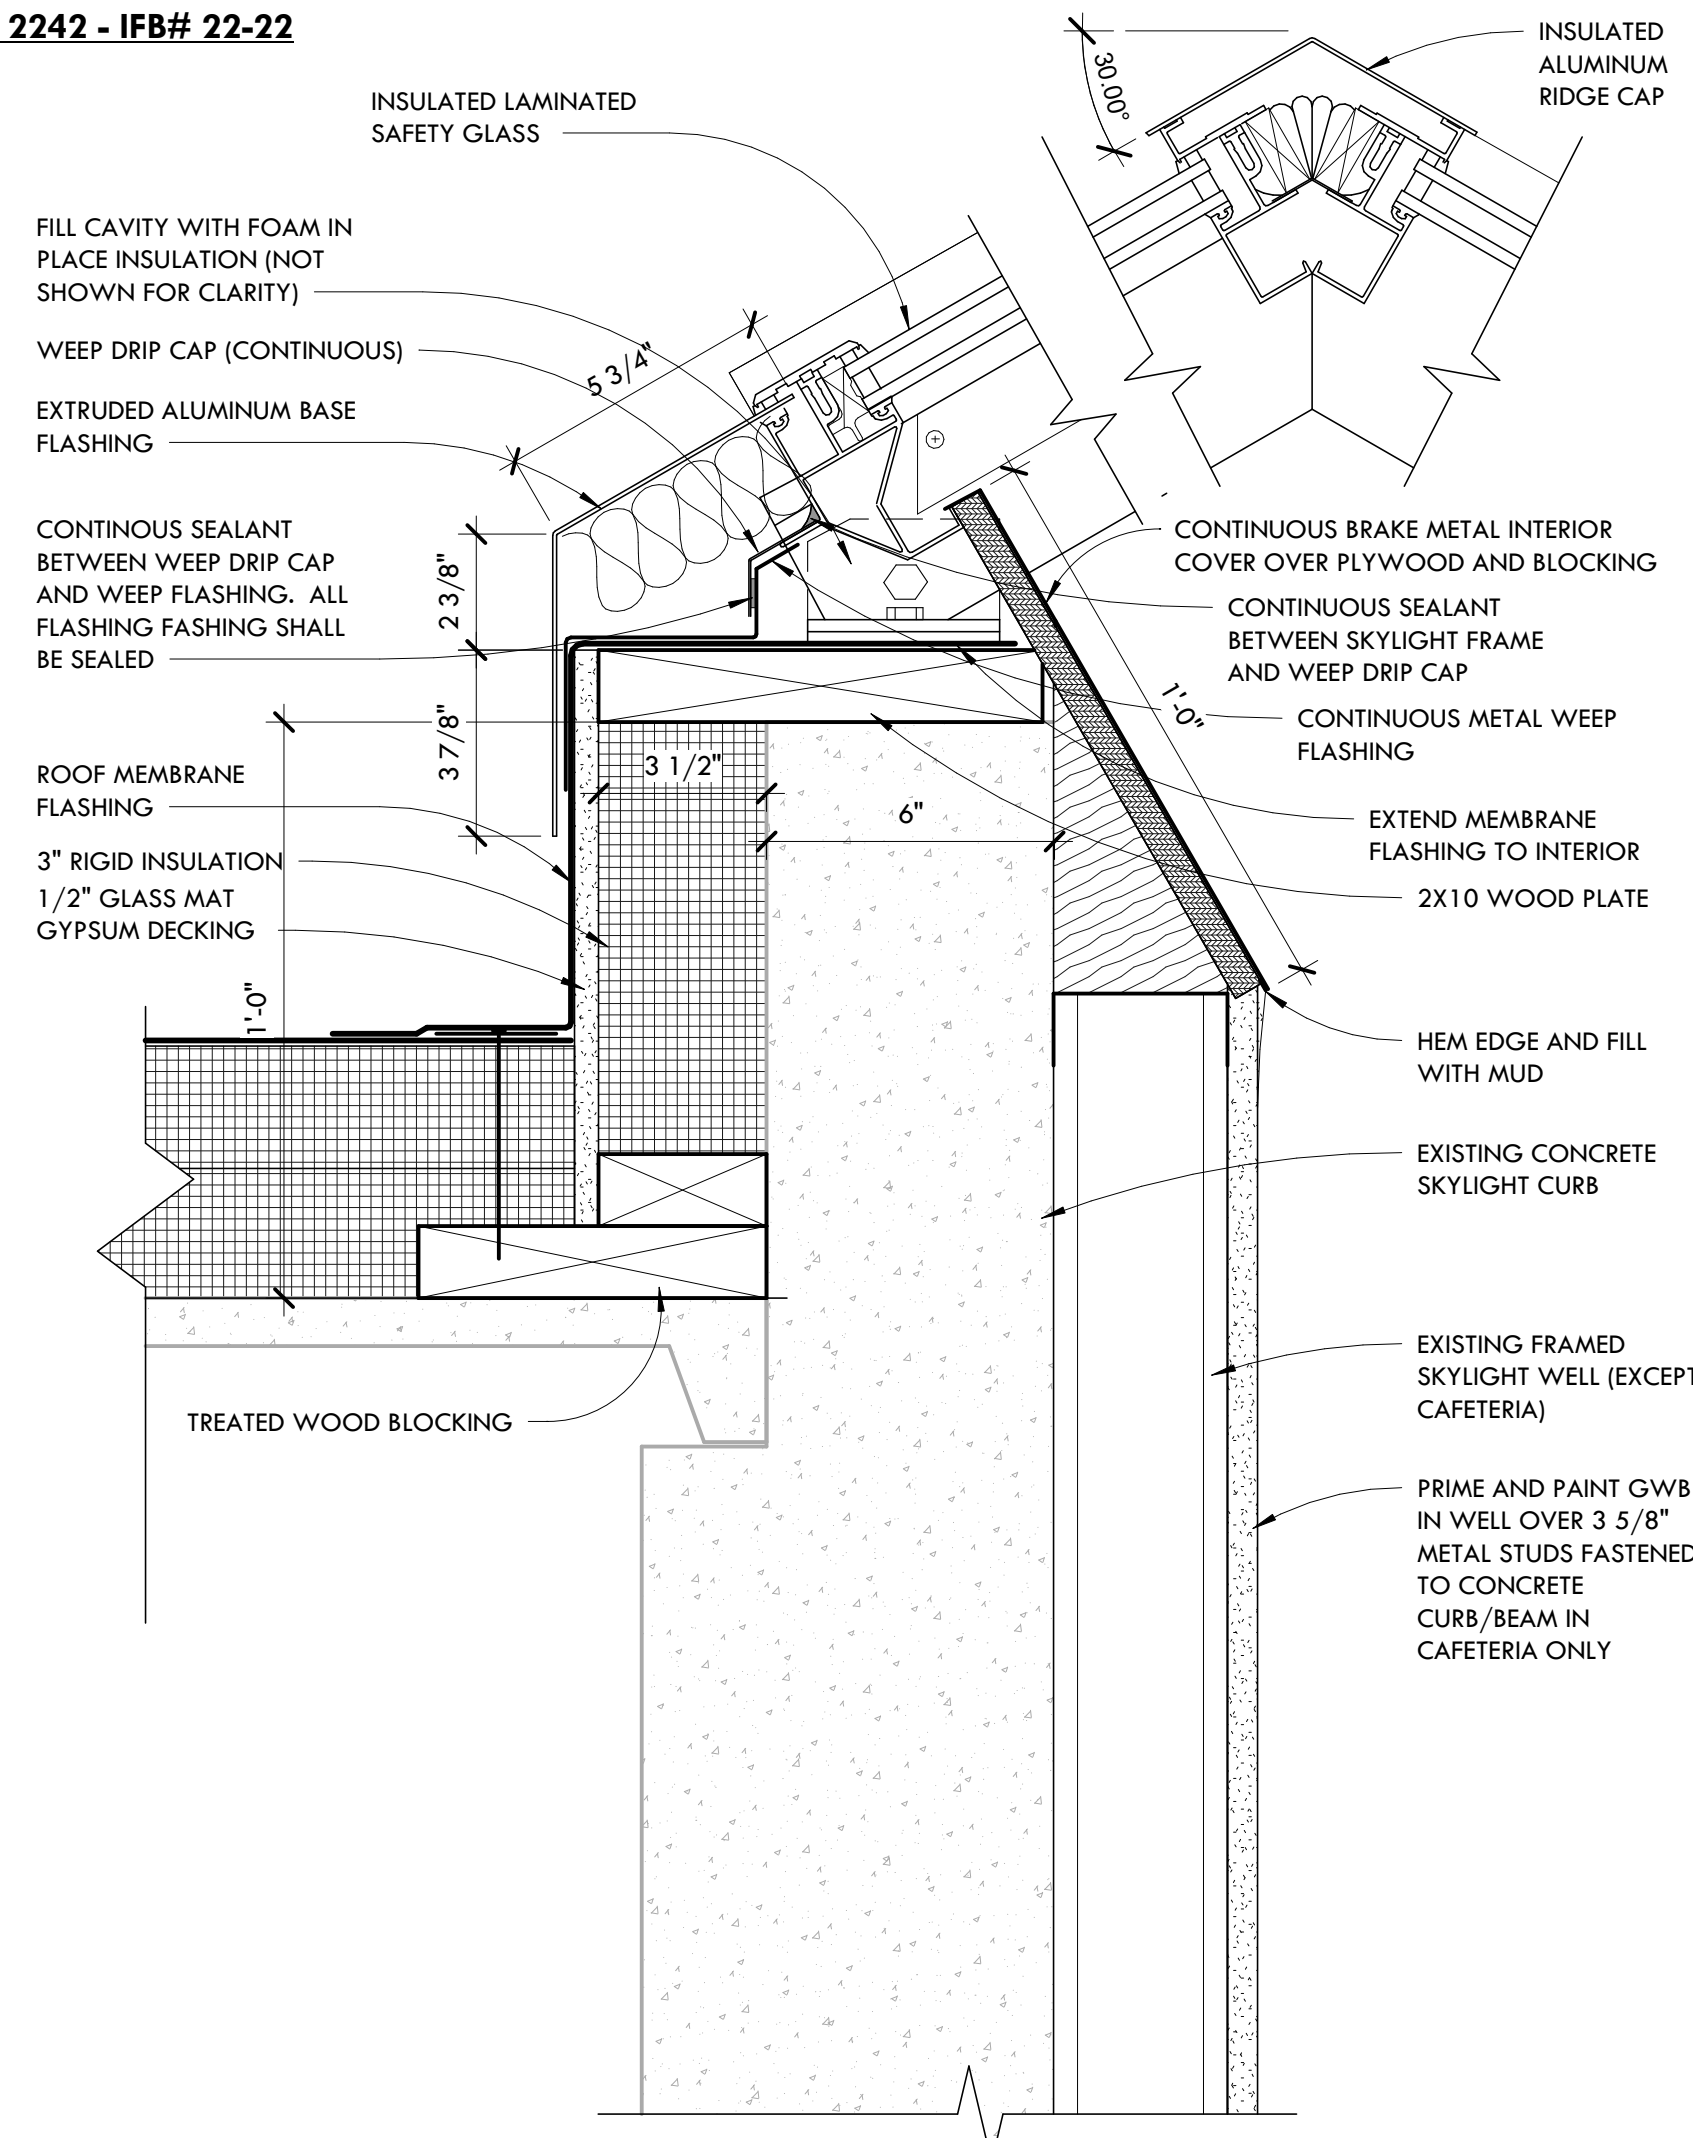 2242 - IFB# 22-22
INSULATED
ALUMINUM
RIDGE CAP
30.00°
INSULATED LAMINATED
SAFETY GLASS
FILL CAVITY WITH FOAM IN
PLACE INSULATION (NOT
SHOWN FOR CLARITY)
WEEP DRIP CAP (CONTINUOUS)
5 3/4"
EXTRUDED ALUMINUM BASE
FLASHING
CONTINOUS SEALANT
BETWEEN WEEP DRIP CAP
AND WEEP FLASHING. ALL
FLASHING FASHING SHALL
BE SEALED
2 3/8"
3 7/8"
CONTINUOUS BRAKE METAL INTERIOR
COVER OVER PLYWOOD AND BLOCKING
CONTINUOUS SEALANT
BETWEEN SKYLIGHT FRAME
AND WEEP DRIP CAP
1'-0"
CONTINUOUS METAL WEEP
FLASHING
ROOF MEMBRANE
FLASHING
3 1/2"
6"
EXTEND MEMBRANE
FLASHING TO INTERIOR
3" RIGID INSULATION
1/2" GLASS MAT
GYPSUM DECKING
2X10 WOOD PLATE
1'-0"
HEM EDGE AND FILL
WITH MUD
EXISTING CONCRETE
SKYLIGHT CURB
EXISTING FRAMED
SKYLIGHT WELL (EXCEPT
CAFETERIA)
TREATED WOOD BLOCKING
PRIME AND PAINT GWB
IN WELL OVER 3 5/8"
METAL STUDS FASTENED
TO CONCRETE
CURB/BEAM IN
CAFETERIA ONLY